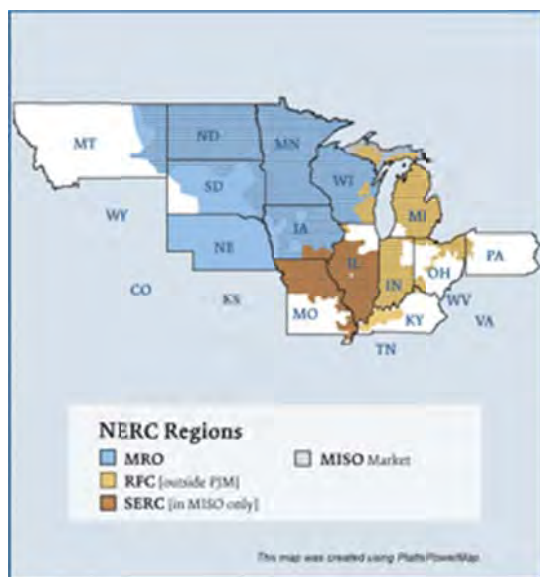 MT
ND
MN
SD
WI
MI
WY
IA
NE
PA
IL
OH
IN
CO
KS
WV
MO
KY
VA
TN
NERC Regions
MRO
MISO Market
RFC [outside PJM]
SERC [in MISO only]
This map was created using PlattsPowerMap